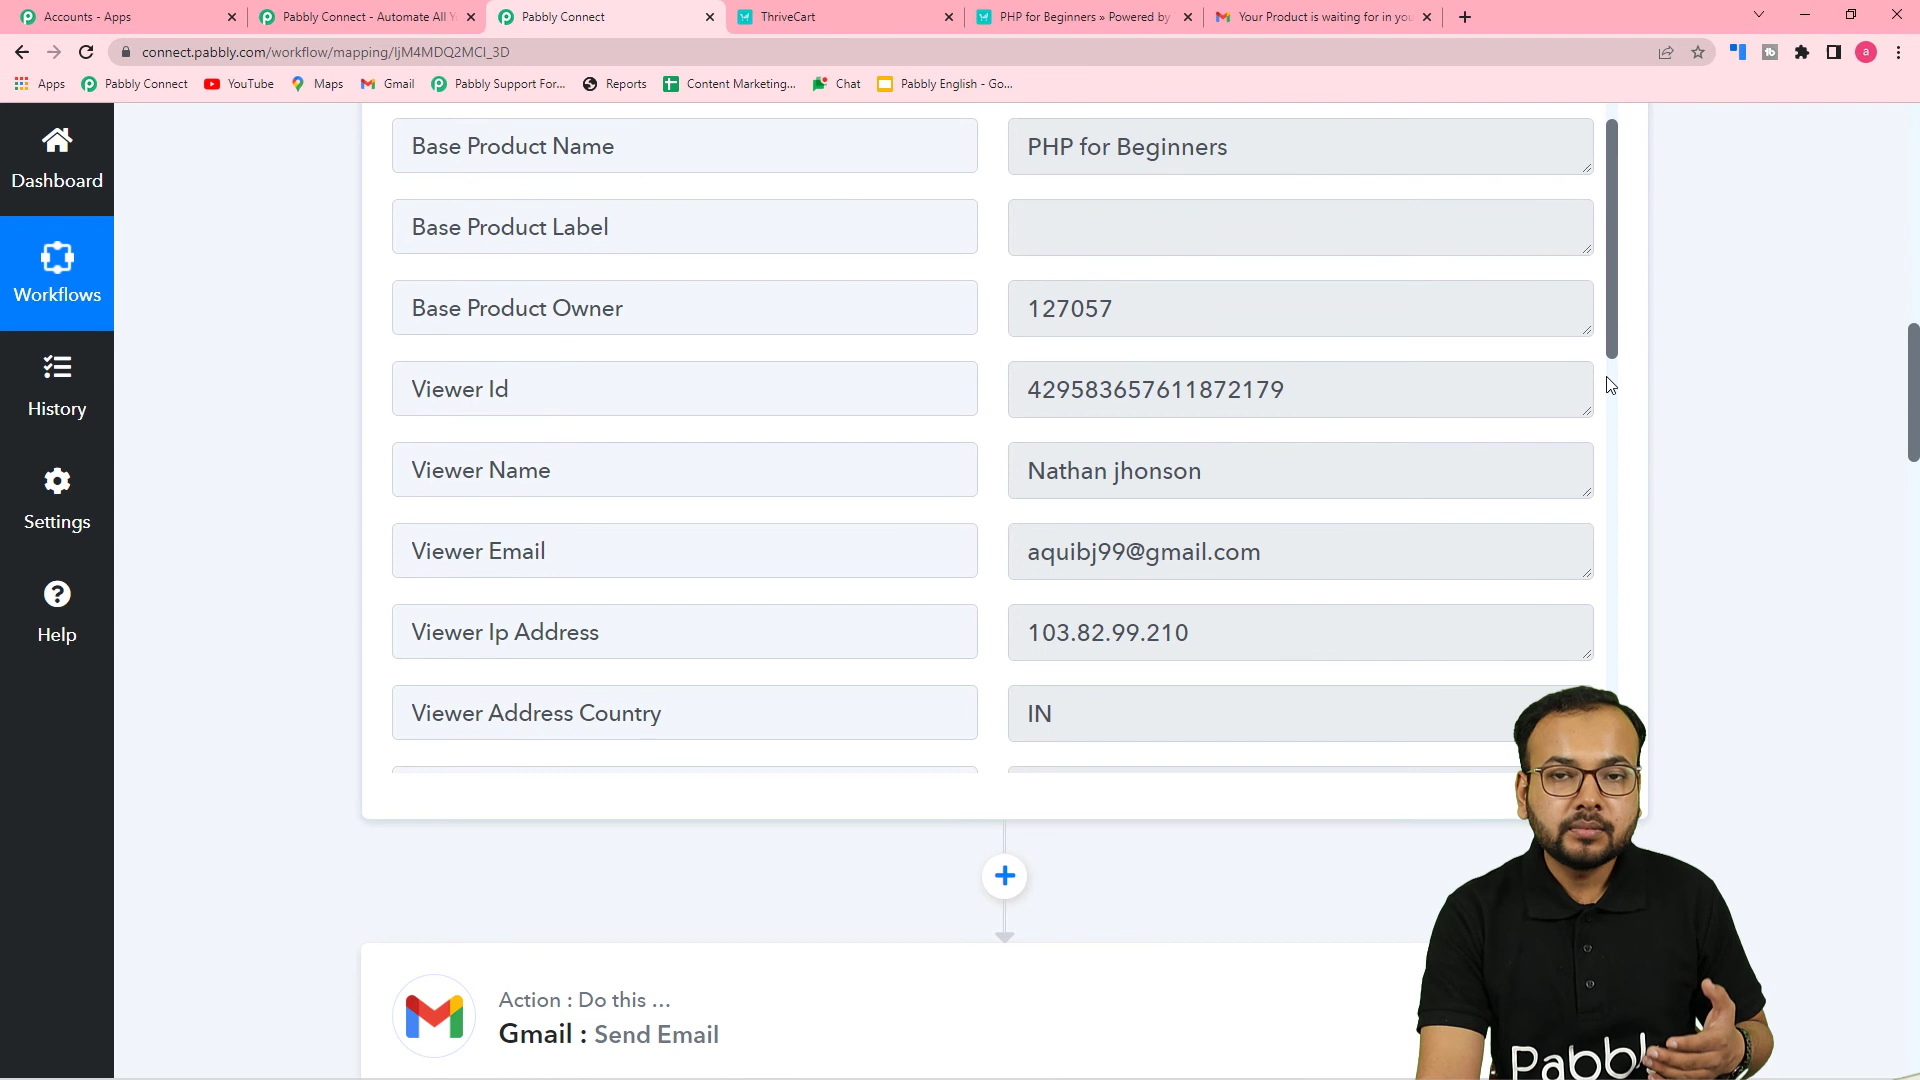 Accounts - Apps
Pabbly Connect - Automate All Y
Pabbly Connect
ThriveCart
PHP for Beginners » Powered by
Your Product is waiting for in you
connect.pabbly.com/workflow/mapping/IjM4MDQ2MCI_3D
a
Apps
Pabbly Connect
YouTube
Maps
Gmail
Pabbly Support For...
Reports
Content Marketing...
Chat
Pabbly English - Go...
Dashboard
Workflows
History
Settings
Help
Base Product Name
PHP for Beginners
Base Product Label
Base Product Owner
127057
Viewer Id
429583657611872179
Viewer Name
Nathan jhonson
Viewer Email
aquibj99@gmail.com
Viewer Ip Address
103.82.99.210
Viewer Address Country
IN
Action : Do this ...
Gmail : Send Email
Pabbl